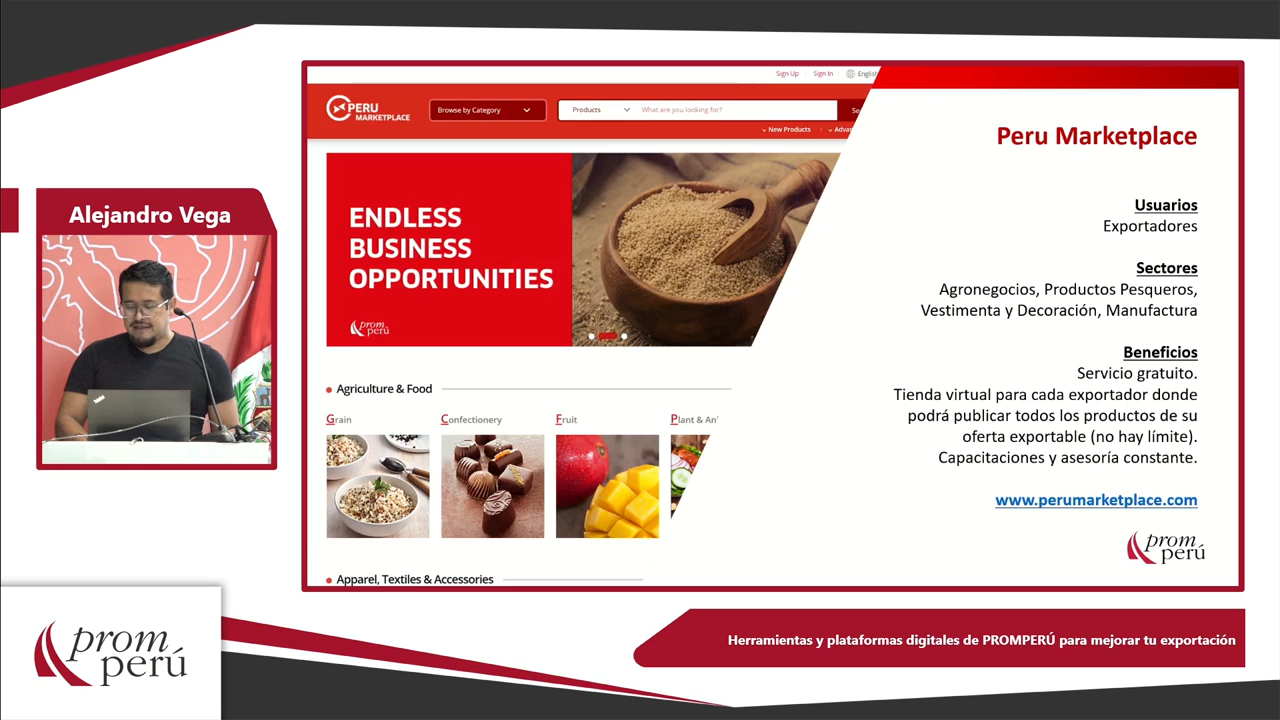 Alejandro Vega
Sign Up
Sign In
English
PERU
MARKETPLACE
Browse by Category
Products
What are you looking for?
New Products
ENDLESS
BUSINESS
OPPORTUNITIES
prom
perú
Agriculture & Food
Grain
Confectionery
Fruit
Plant &
Apparel, Textiles & Accessories
Peru Marketplace
Usuarios
Exportadores
Sectores
Agronegocios, Productos Pesqueros,
Vestimenta y Decoración, Manufactura
Beneficios
Servicio gratuito.
Tienda virtual para cada exportador donde
podrá publicar todos los productos de su
oferta exportable (no hay límite).
Capacitaciones y asesoría constante.
www.perumarketplace.com
prom
perú
prom
perú
Herramientas y plataformas digitales de PROMPERÚ para mejorar tu exportación